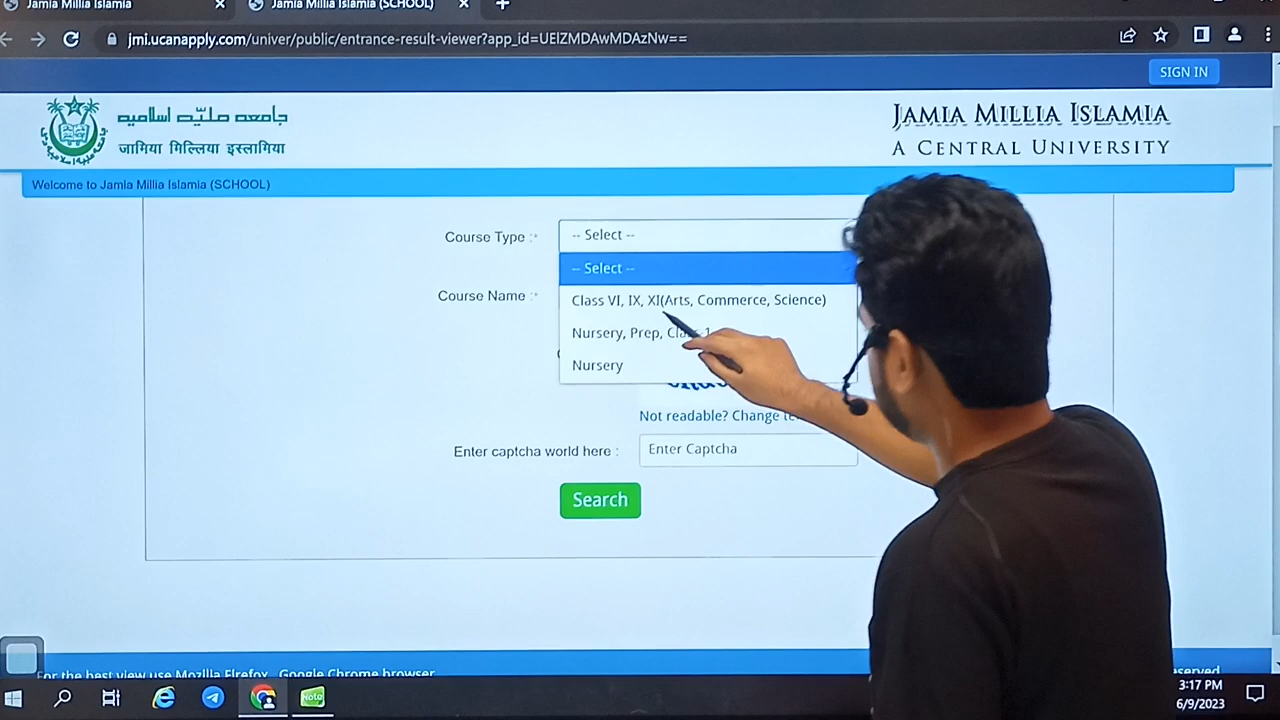 Jamia Millia Islamia
Jamia Millia Islamia (SCHOOL)
jmi.ucanapply.com/univer/public/entrance-result-viewer?app_id=UElZMDAwMDAzNw==
SIGN IN
جامعہ ملیّہ اسلامیہ
जामिया मिल्लिया इस्लामिया
JAMIA MILLIA ISLAMIA
A CENTRAL UNIVERSITY
Welcome to Jamia Millia Islamia (SCHOOL)
Course Type :*
-- Select --
-- Select --
Course Name :*
Class VI, IX, XI(Arts, Commerce, Science)
Nursery, Prep, Class 1
Nursery
Not readable? Change
Enter captcha world here :
Enter Captcha
Search
For the best view use Mozilla Firefox, Google Chrome browser
Note
3:17 PM
6/9/2023